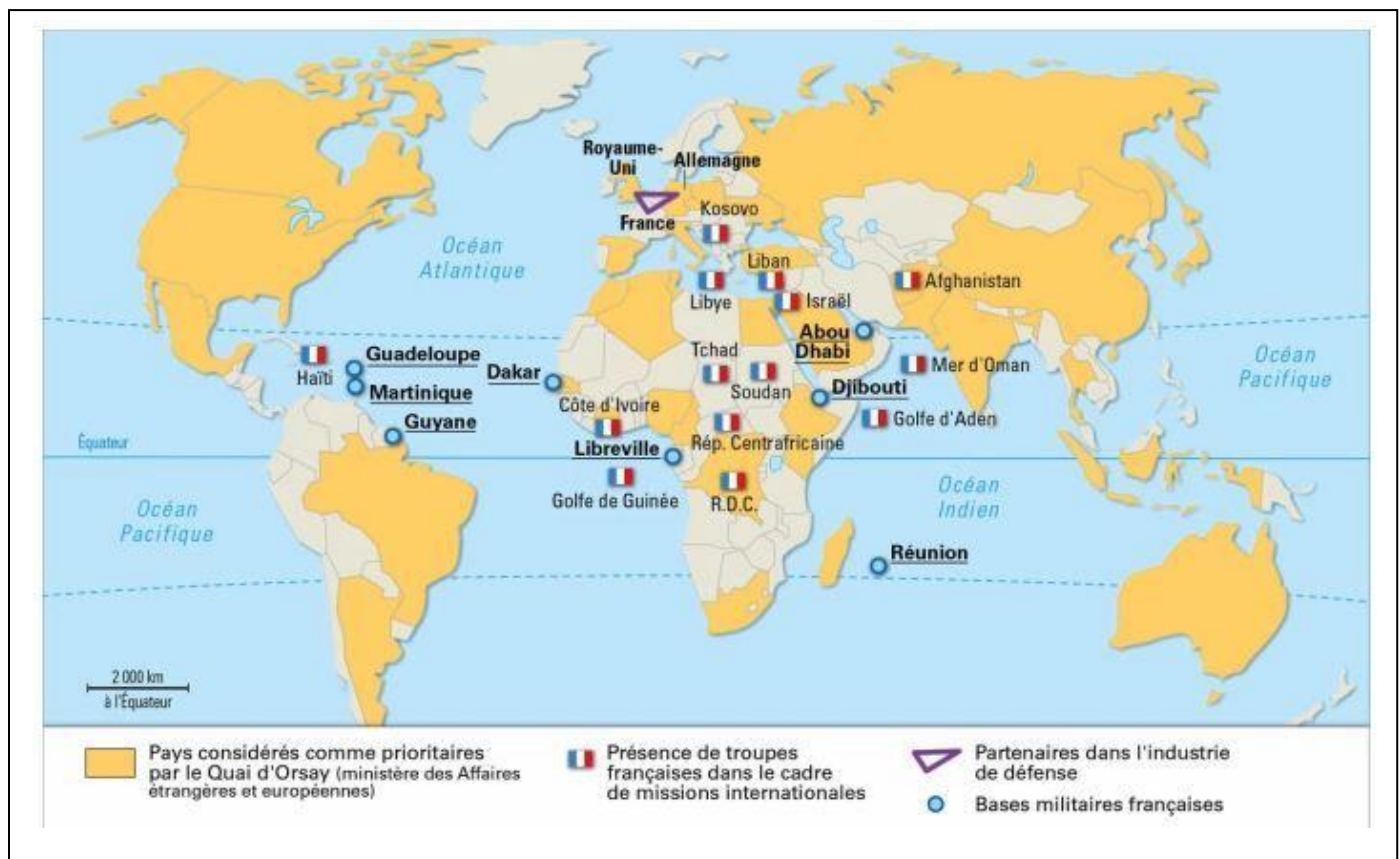 Royaume-
Uni
Allemagne
France
Kosovo
Océan
Atlantique
Liban
Afghanistan
Libye
Israël
Abou
Dhabi
Guadeloupe
Haïti
Martinique
Dakar
Tchad
Soudan
Mer d'Oman
Djibouti
Océan
Pacifique
Côte d'Ivoire
Guyane
Golfe d'Aden
Équateur
Libreville
Rép. Centrafricaine
Golfe de Guinée
R.D.C.
Océan
Indien
Océan
Pacifique
Réunion
2 000 km
à l'Équateur
Pays considérés comme prioritaires
par le Quai d'Orsay (ministère des Affaires
étrangères et européennes)
Présence de troupes
françaises dans le cadre
de missions internationales
Partenaires dans l'industrie
de défense
Bases militaires françaises